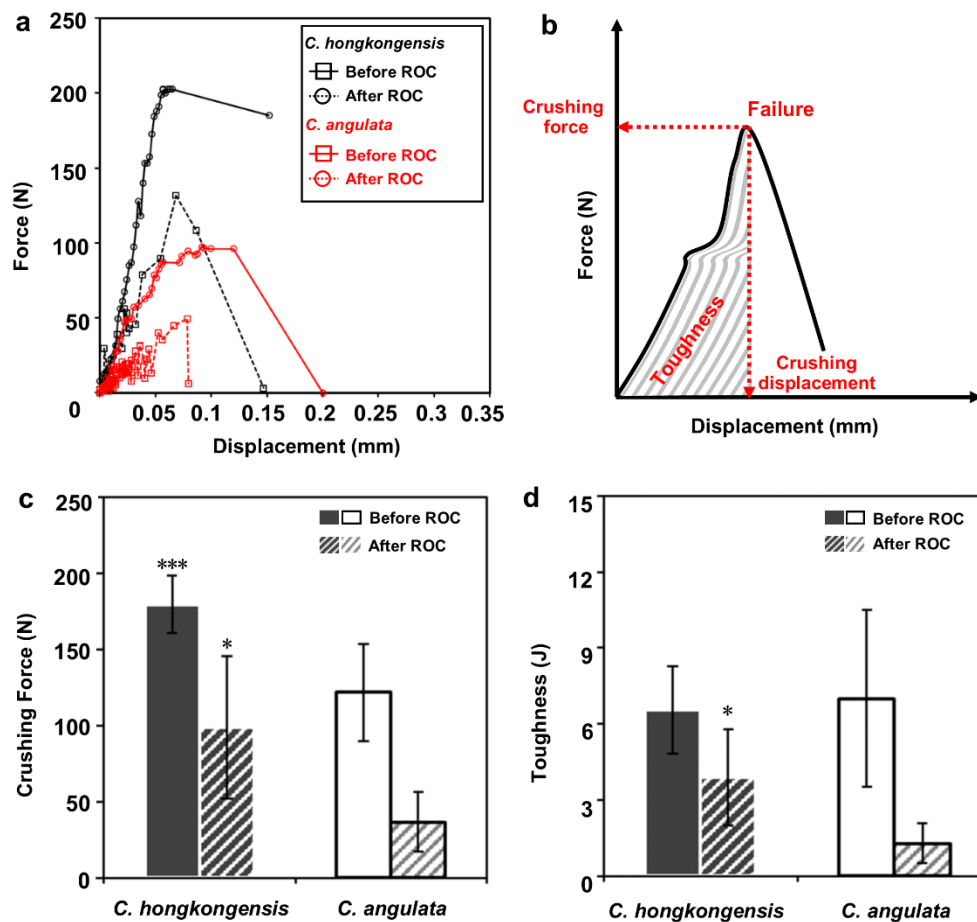 a
250
200
150
100
50
0
Force (N)
0.05
0.1
0.15
0.2
0.25
0.3
0.35
Displacement (mm)
C. hongkongensis
Before ROC
After ROC
C. angulata
Before ROC
After ROC
b
Crushing
force
Failure
Toughness
Crushing
displacement
Force (N)
Displacement (mm)
c
250
200
150
100
50
0
Crushing Force (N)
Before ROC
After ROC
***
*
C. hongkongensis
C. angulata
d
15
12
9
6
3
0
Toughness (J)
Before ROC
After ROC
*
C. hongkongensis
C. angulata